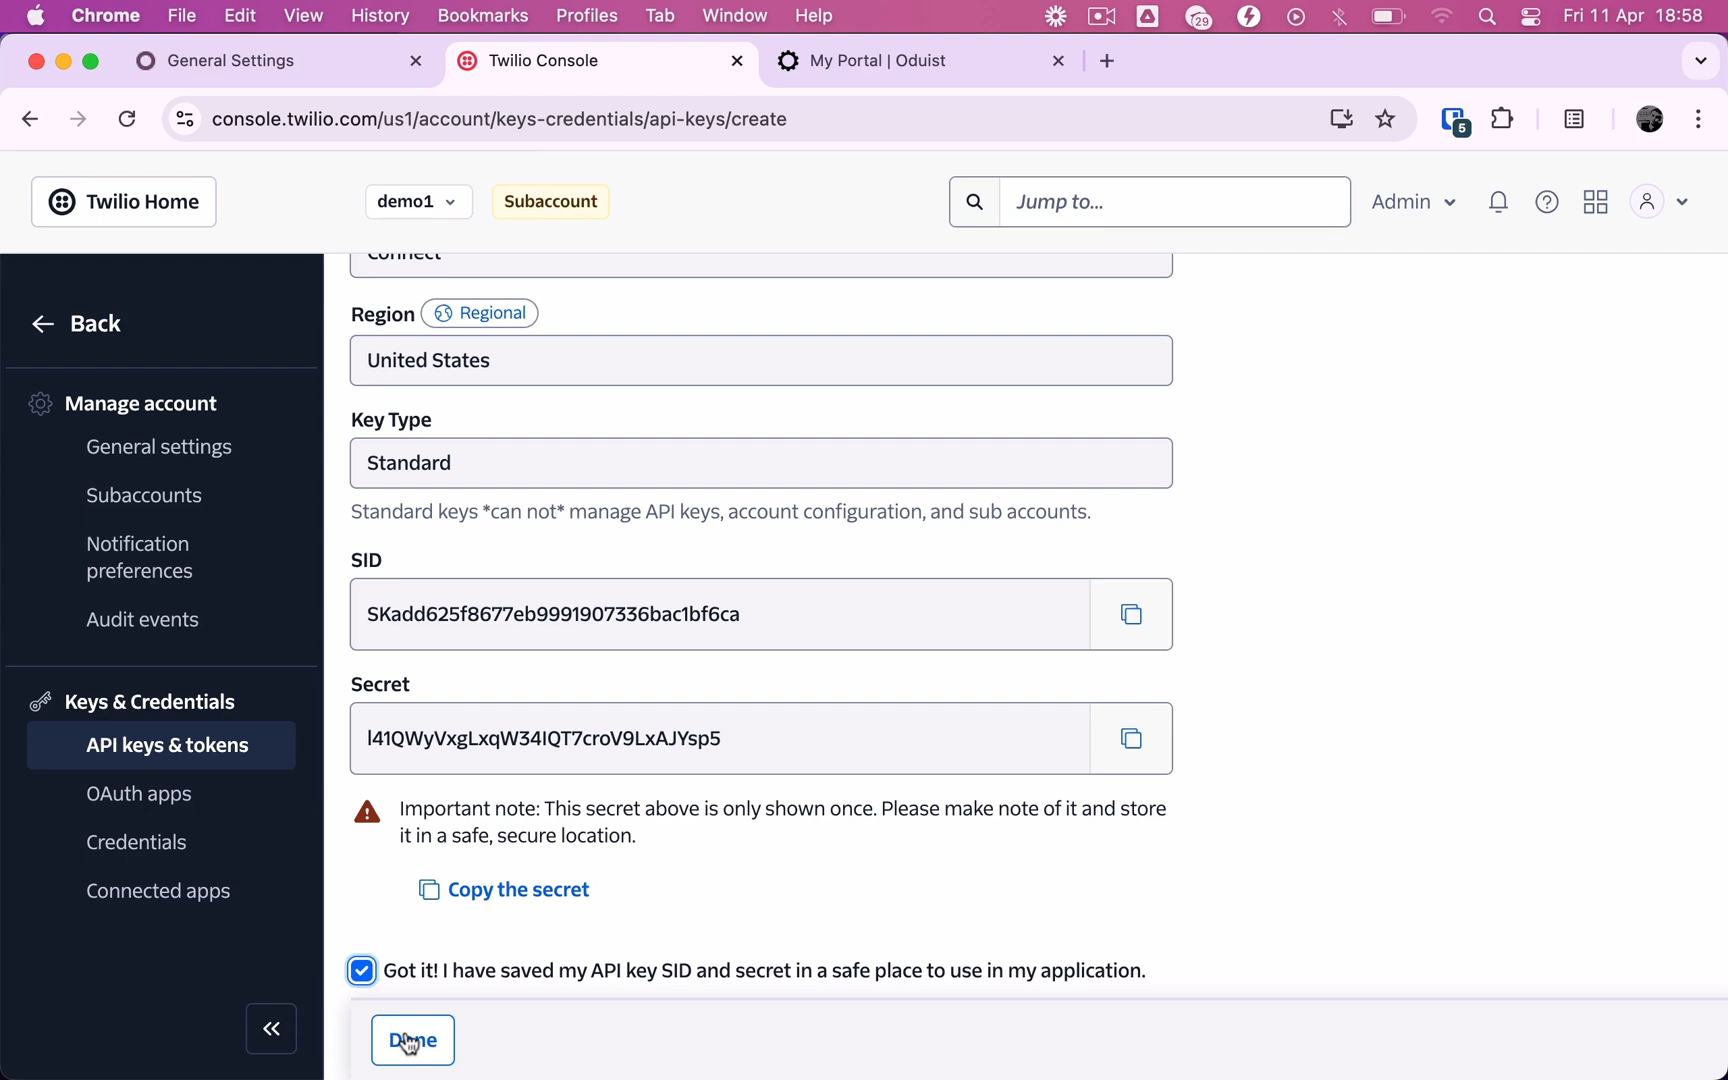 Chrome File Edit View History Bookmarks Profiles Tab Window Help 29 Fri 11 Apr 18:58
General Settings Twilio Console My Portal | Oduist
console.twilio.com/us1/account/keys-credentials/api-keys/create 5
Twilio Home demo1 Subaccount Jump to... Admin
Connect
Back
Region Regional
United States
Manage account
General settings
Subaccounts
Notification preferences
Audit events
Key Type
Standard
Standard keys *can not* manage API keys, account configuration, and sub accounts.
SID
SKadd625f8677eb9991907336bac1bf6ca
Secret
l41QWyVxgLxqW34IQT7croV9LxAJYsp5
Keys & Credentials
API keys & tokens
OAuth apps
Credentials
Connected apps
Important note: This secret above is only shown once. Please make note of it and store
it in a safe, secure location.
Copy the secret
Got it! I have saved my API key SID and secret in a safe place to use in my application.
Done